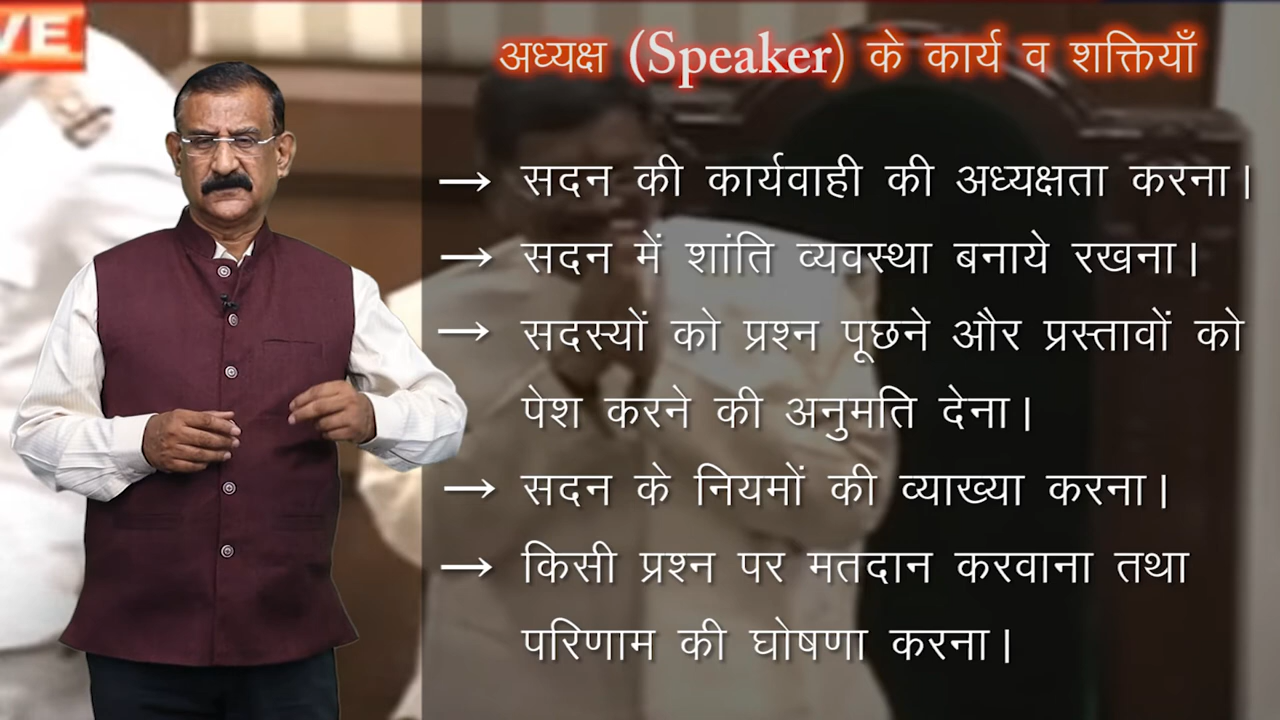 VE
अध्यक्ष (Speaker) के कार्य व शक्तियाँ
→ सदन की कार्यवाही की अध्यक्षता करना।
→ सदन में शांति व्यवस्था बनाये रखना।
→ सदस्यों को प्रश्न पूछने और प्रस्तावों को
पेश करने की अनुमति देना।
→ सदन के नियमों की व्याख्या करना।
→ किसी प्रश्न पर मतदान करवाना तथा
परिणाम की घोषणा करना।